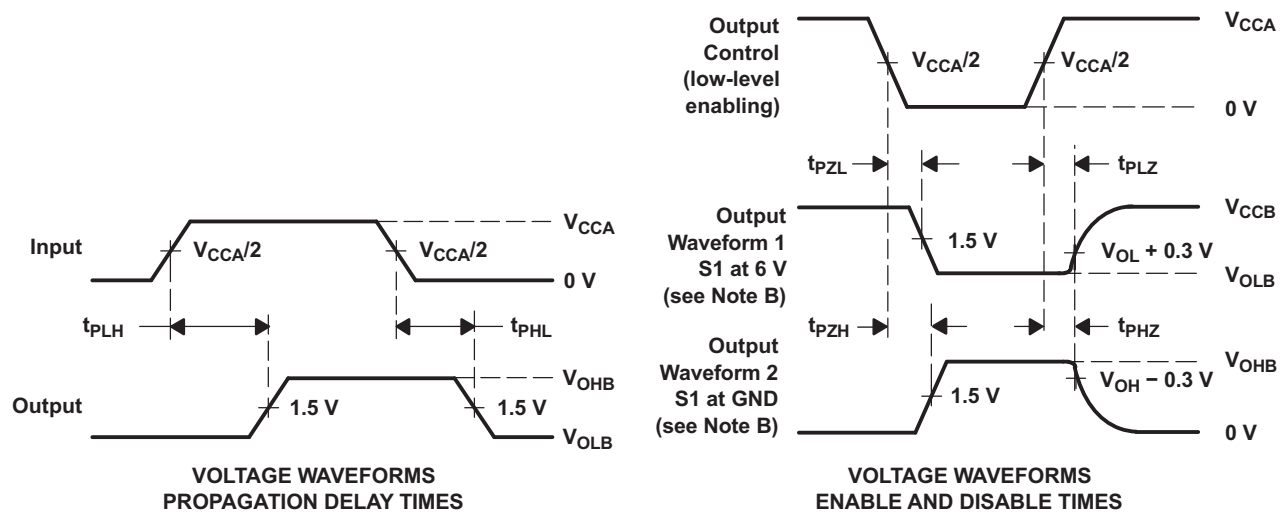 Input
V_CCA/2
V_CCA/2
V_CCA
0 V
t_PLH
t_PHL
Output
1.5 V
1.5 V
V_OHB
V_OLB
VOLTAGE WAVEFORMS
PROPAGATION DELAY TIMES
Output
Control
(low-level
enabling)
V_CCA/2
V_CCA/2
V_CCA
0 V
t_PZL
t_PLZ
Output
Waveform 1
S1 at 6 V
(see Note B)
1.5 V
V_CCB
V_OL + 0.3 V
V_OLB
t_PZH
t_PHZ
Output
Waveform 2
S1 at GND
(see Note B)
1.5 V
V_OHB
V_OH − 0.3 V
0 V
VOLTAGE WAVEFORMS
ENABLE AND DISABLE TIMES